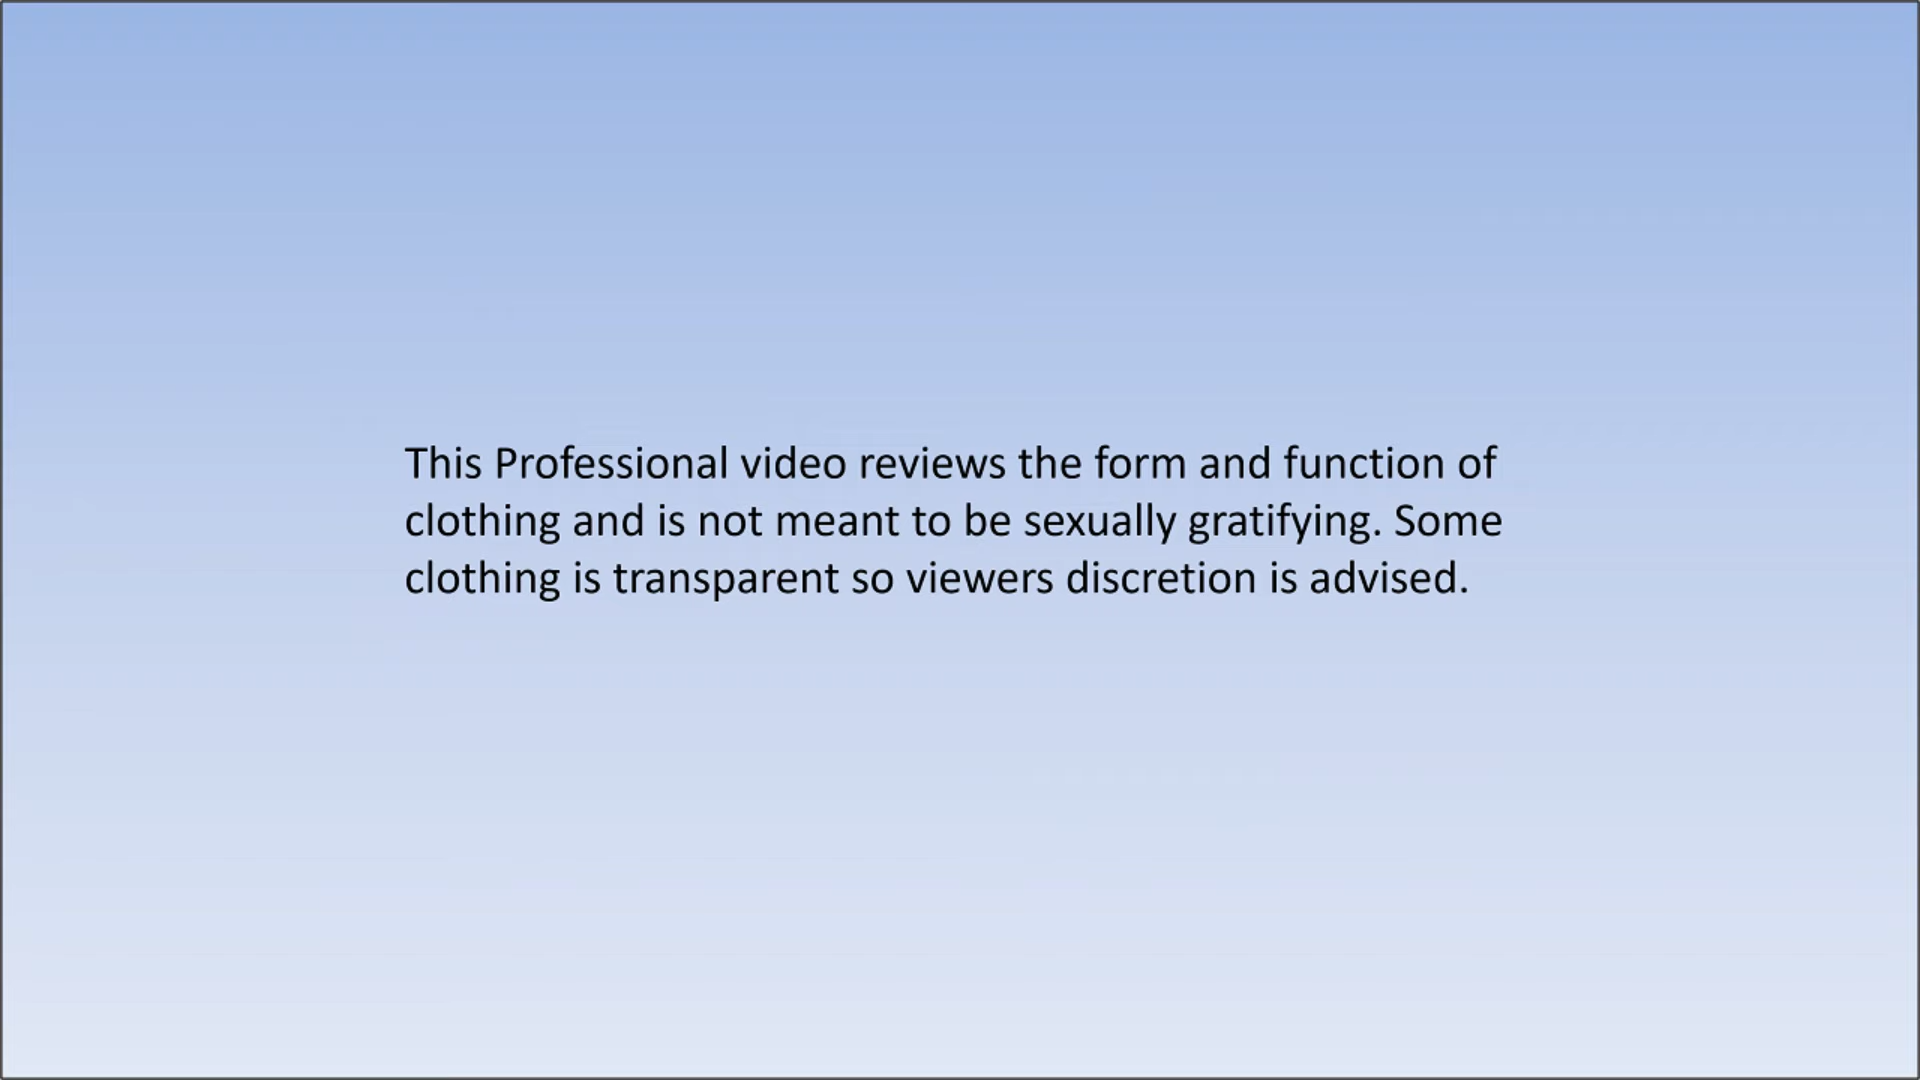 This Professional video reviews the form and function of
clothing and is not meant to be sexually gratifying. Some
clothing is transparent so viewers discretion is advised.